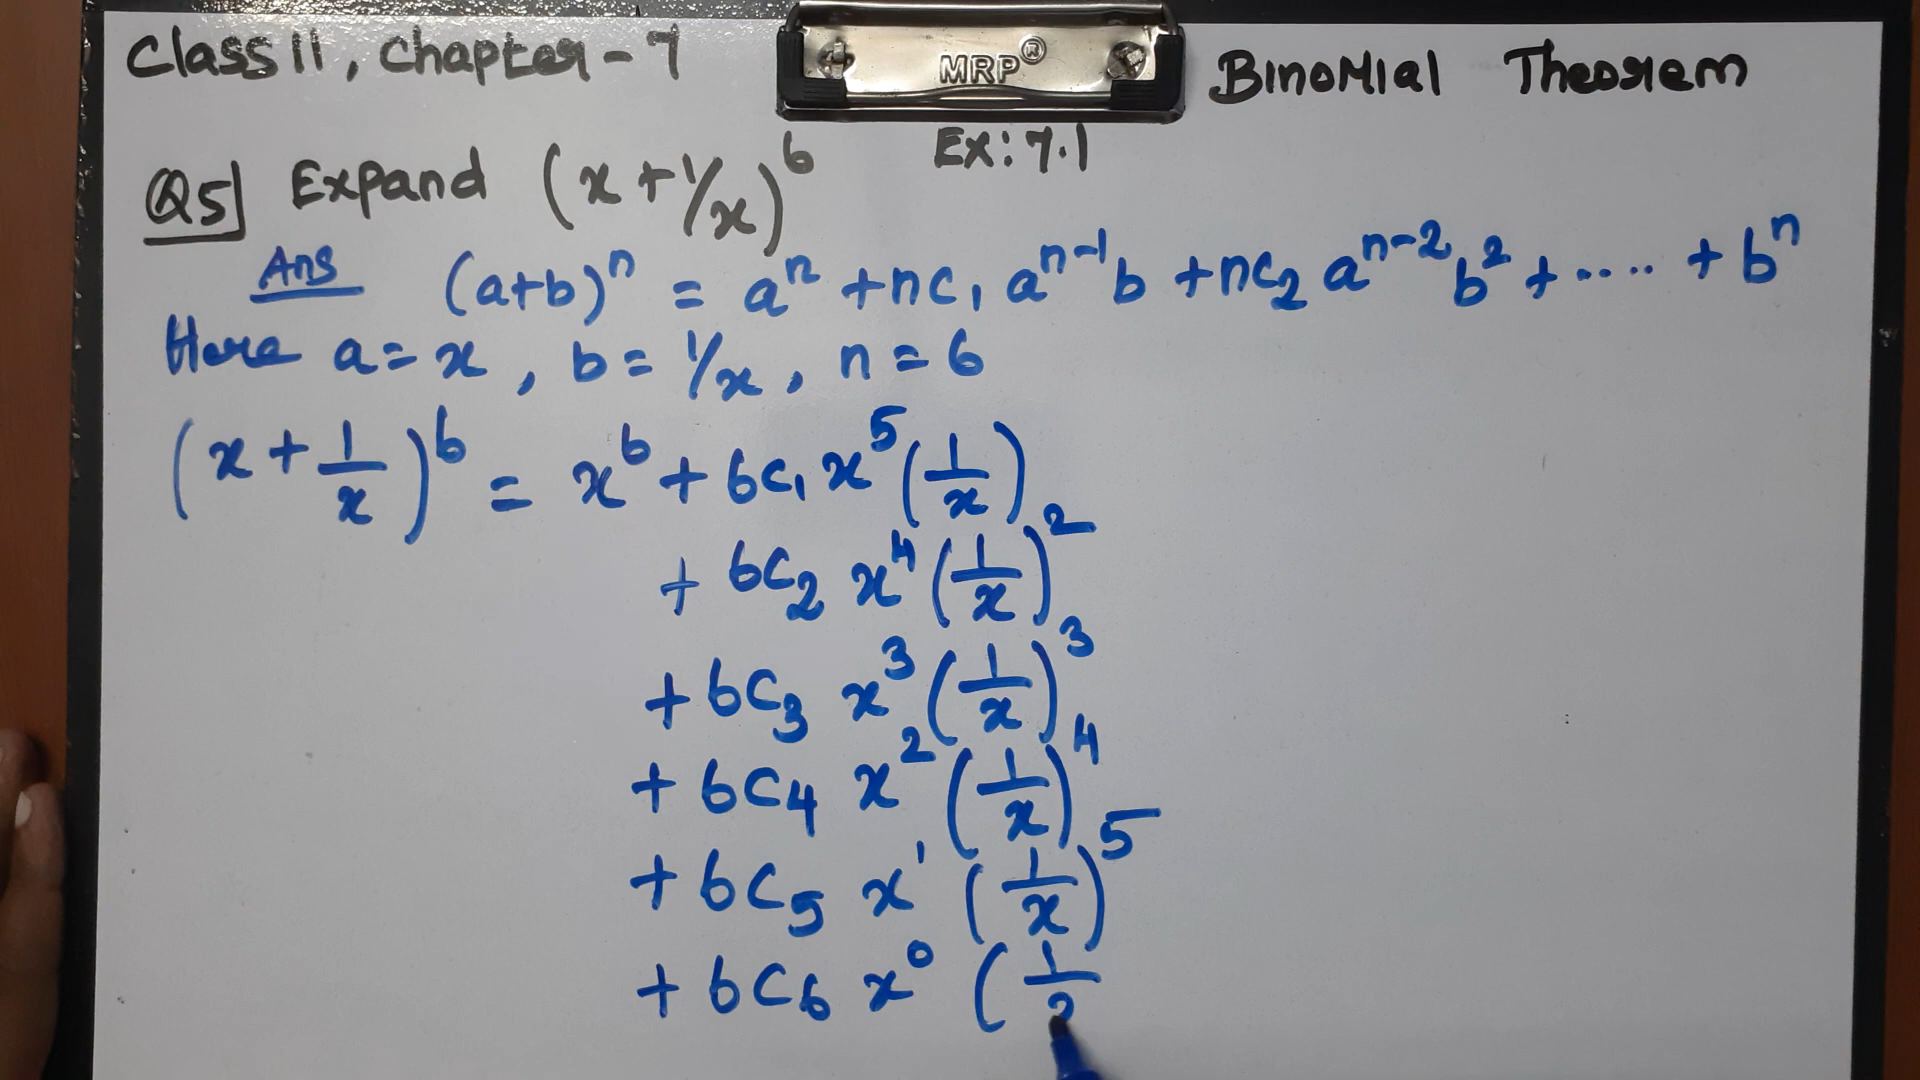 Class 11, Chapter - 7
MRP®
Binomial Theorem
Ex: 7.1
Q5] Expand (x + 1/x)^6
Ans (a+b)^n = a^n + nc₁ a^n-1 b + nc₂ a^n-2 b² + ..... + b^n
Here a = x , b = 1/x , n = 6
(x + 1/x)^6 = x^6 + 6c₁ x^5 (1/x)
+ 6c₂ x^4 (1/x)^2
+ 6c₃ x^3 (1/x)^3
+ 6c₄ x^2 (1/x)^4
+ 6c₅ x^1 (1/x)^5
+ 6c₆ x^0 (1/